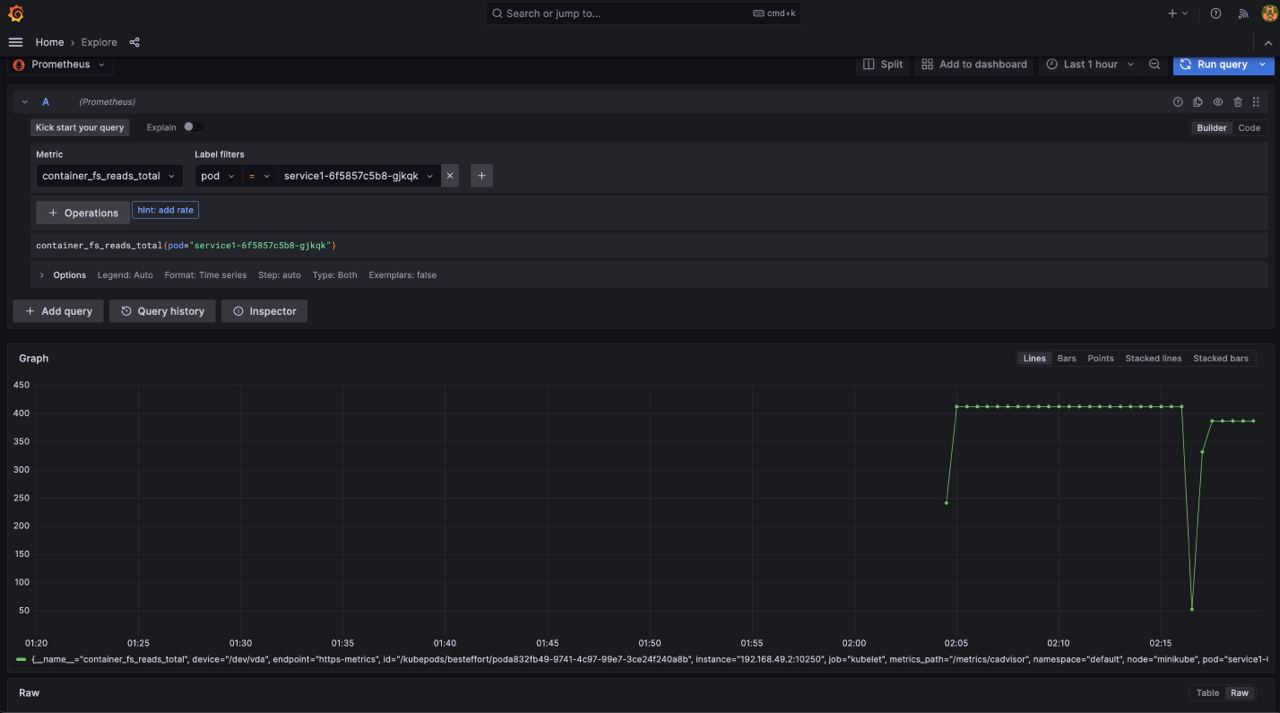 Search or jump to...
cmd+k
Home › Explore
Prometheus
Split
Add to dashboard
Last 1 hour
Run query
A
(Prometheus)
Kick start your query
Explain
Builder
Code
Metric
Label filters
container_fs_reads_total
pod
=
service1-6f5857c5b8-gjkqk
+ Operations
hint: add rate
container_fs_reads_total{pod="service1-6f5857c5b8-gjkqk"}
Options Legend: Auto Format: Time series Step: auto Type: Both Exemplars: false
+ Add query
Query history
Inspector
Graph
Lines Bars Points Stacked lines Stacked bars
450
400
350
300
250
200
150
100
50
01:20 01:25 01:30 01:35 01:40 01:45 01:50 01:55 02:00 02:05 02:10 02:15
{__name__="container_fs_reads_total", device="/dev/vda", endpoint="https-metrics", id="/kubepods/besteffort/poda832fb49-9741-4c97-99e7-3ce24f240a8b", instance="192.168.49.2:10250", job="kubelet", metrics_path="/metrics/cadvisor", namespace="default", node="minikube", pod="service1-
Raw
Table Raw